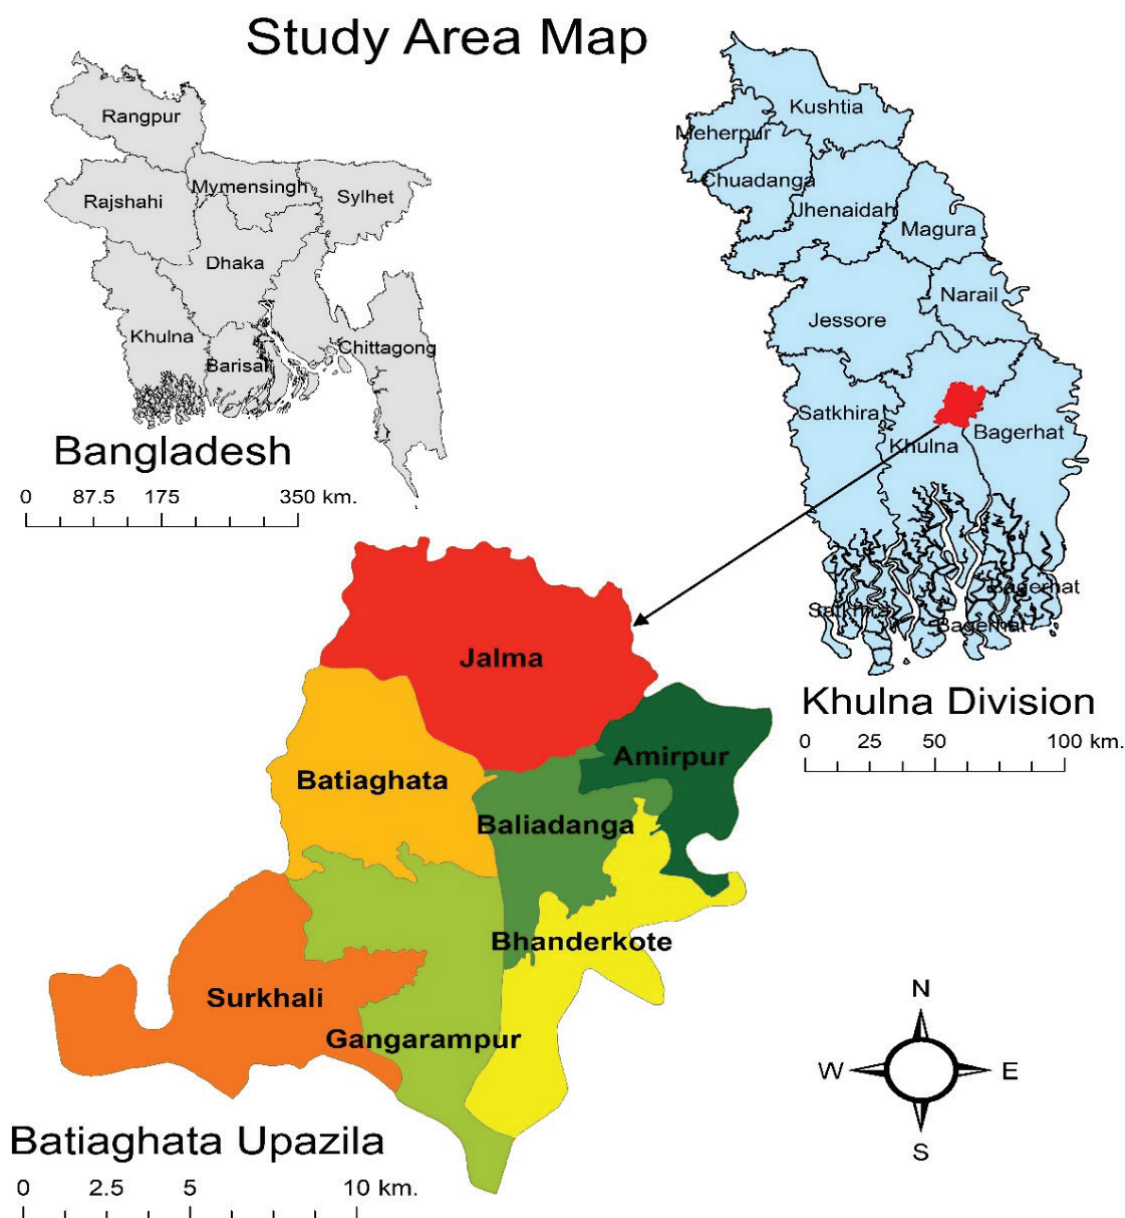 Study Area Map
Rangpur
Rajshahi
Mymensingh
Sylhet
Dhaka
Khulna
Barisal
Chittagong
Bangladesh
0 87.5 175 350 km.
Kushtia
Meherpur
Chuadanga
Jhenaidah
Magura
Narail
Jessore
Satkhira
Khulna
Bagerhat
Satkhira
Bagerhat
Bagerhat
Khulna Division
0 25 50 100 km.
Jalma
Amirpur
Batiaghata
Baliadanga
Bhanderkote
Surkhali
Gangarampur
N
W E
S
Batiaghata Upazila
0 2.5 5 10 km.